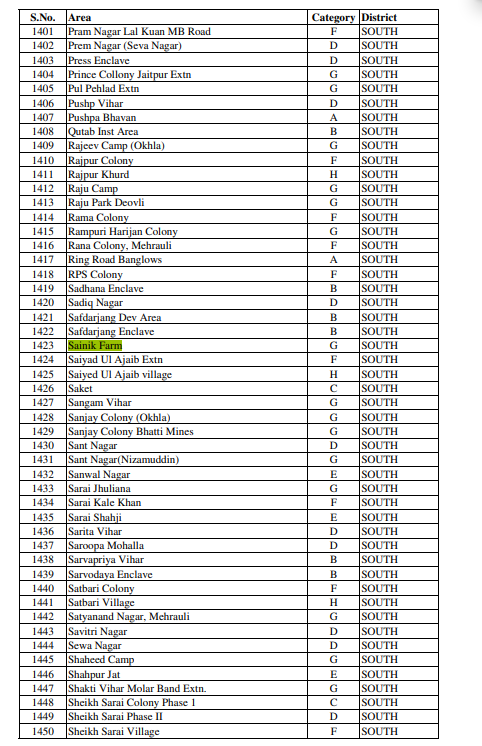 S.No. Area Category District
1401 Pram Nagar Lal Kuan MB Road F SOUTH
1402 Prem Nagar (Seva Nagar) D SOUTH
1403 Press Enclave D SOUTH
1404 Prince Collony Jaitpur Extn G SOUTH
1405 Pul Pehlad Extn G SOUTH
1406 Pushp Vihar D SOUTH
1407 Pushpa Bhavan A SOUTH
1408 Qutab Inst Area B SOUTH
1409 Rajeev Camp (Okhla) G SOUTH
1410 Rajpur Colony F SOUTH
1411 Rajpur Khurd H SOUTH
1412 Raju Camp G SOUTH
1413 Raju Park Deovli G SOUTH
1414 Rama Colony F SOUTH
1415 Rampuri Harijan Colony G SOUTH
1416 Rana Colony, Mehrauli F SOUTH
1417 Ring Road Banglows A SOUTH
1418 RPS Colony F SOUTH
1419 Sadhana Enclave B SOUTH
1420 Sadiq Nagar D SOUTH
1421 Safdarjang Dev Area B SOUTH
1422 Safdarjang Enclave B SOUTH
1423 Sainik Farm G SOUTH
1424 Saiyad Ul Ajaib Extn F SOUTH
1425 Saiyed Ul Ajaib village H SOUTH
1426 Saket C SOUTH
1427 Sangam Vihar G SOUTH
1428 Sanjay Colony (Okhla) G SOUTH
1429 Sanjay Colony Bhatti Mines G SOUTH
1430 Sant Nagar D SOUTH
1431 Sant Nagar(Nizamuddin) G SOUTH
1432 Sanwal Nagar E SOUTH
1433 Sarai Jhuliana G SOUTH
1434 Sarai Kale Khan F SOUTH
1435 Sarai Shahji E SOUTH
1436 Sarita Vihar D SOUTH
1437 Saroopa Mohalla D SOUTH
1438 Sarvapriya Vihar B SOUTH
1439 Sarvodaya Enclave B SOUTH
1440 Satbari Colony F SOUTH
1441 Satbari Village H SOUTH
1442 Satyanand Nagar, Mehrauli G SOUTH
1443 Savitri Nagar D SOUTH
1444 Sewa Nagar D SOUTH
1445 Shaheed Camp G SOUTH
1446 Shahpur Jat E SOUTH
1447 Shakti Vihar Molar Band Extn. G SOUTH
1448 Sheikh Sarai Colony Phase 1 C SOUTH
1449 Sheikh Sarai Phase II D SOUTH
1450 Sheikh Sarai Village F SOUTH